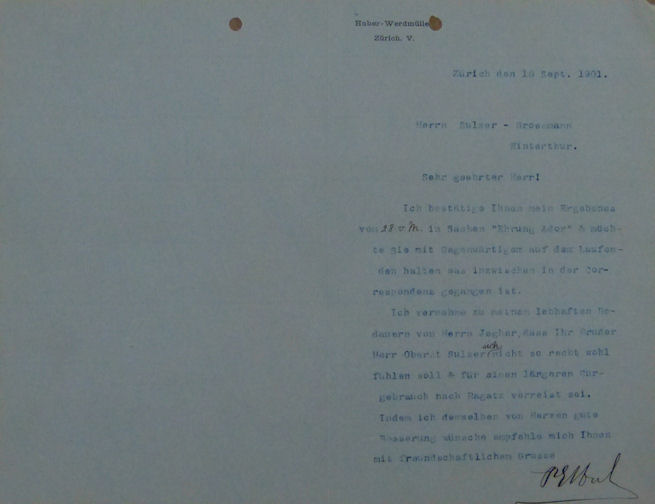 Huber-Werdmüller
Zürich. V.
Zürich den 10 Sept. 1901.
Herrn Sulzer - Grossmann
Winterthur.
Sehr geehrter Herr!
Ich bestätige Ihnen mein Ergebenes
vom 28. v. M. in Sachen "Ehrung Ador" & möch-
te Sie mit Gegenwärtigem auf dem Laufen-
den halten was inzwischen in der Cor-
respondenz gegangen ist.
Ich vernehme zu meinem lebhaften Be-
dauern von Herrn Jegher, dass Ihr Bruder
Herr Oberst Sulzer sich nicht so recht wohl
fühlen soll & für einen längeren Cur-
gebrauch nach Ragatz verreist sei.
Indem ich demselben von Herzen gute
Besserung wünsche empfehle mich Ihnen
mit freundschaftlichem Grusse